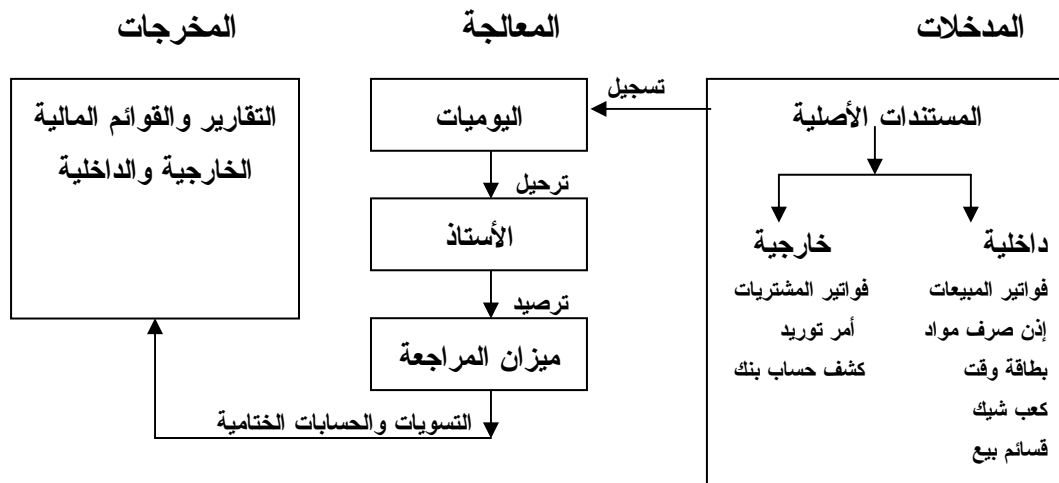 المدخلات
المعالجة
المخرجات
المستندات الأصلية
داخلية
فواتير المبيعات
إذن صرف مواد
بطاقة وقت
كعب شيك
قسائم بيع
خارجية
فواتير المشتريات
أمر توريد
كشف حساب بنك
تسجيل
اليوميات
ترحيل
الأستاذ
ترصيد
ميزان المراجعة
التسويات والحسابات الختامية
التقارير والقوائم المالية
الخارجية والداخلية